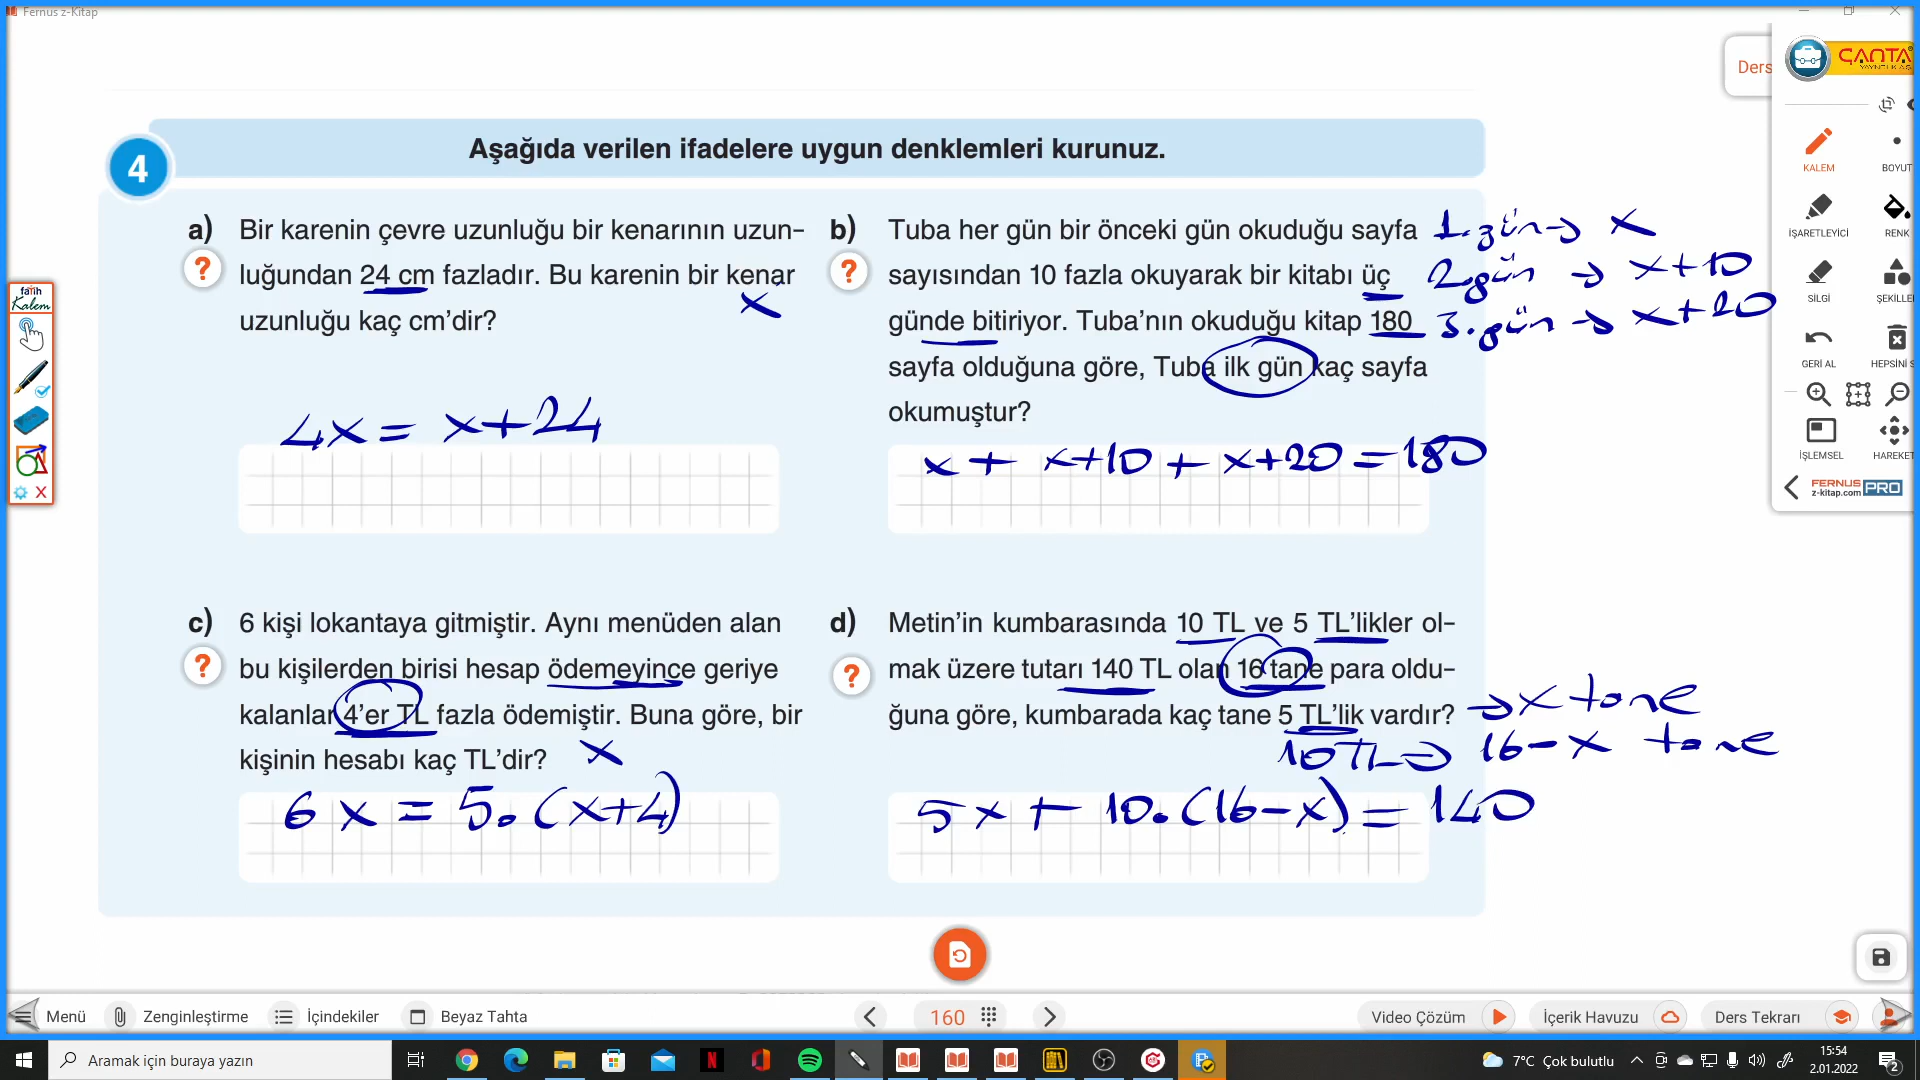 Fernus z-Kitap
Ders
ÇANTA
YAYINCILIK AŞ.
4
Aşağıda verilen ifadelere uygun denklemleri kurunuz.
a) Bir karenin çevre uzunluğu bir kenarının uzun-
luğundan 24 cm fazladır. Bu karenin bir kenar
uzunluğu kaç cm'dir?
x
4x = x+24
b) Tuba her gün bir önceki gün okuduğu sayfa
sayısından 10 fazla okuyarak bir kitabı üç
günde bitiriyor. Tuba'nın okuduğu kitap 180
sayfa olduğuna göre, Tuba ilk gün kaç sayfa
okumuştur?
1.gün → x
2.gün → x+10
3.gün → x+20
x + x+10 + x+20 = 180
c) 6 kişi lokantaya gitmiştir. Aynı menüden alan
bu kişilerden birisi hesap ödemeyince geriye
kalanlar 4'er TL fazla ödemiştir. Buna göre, bir
kişinin hesabı kaç TL'dir?
x
6x = 5.(x+4)
d) Metin'in kumbarasında 10 TL ve 5 TL'likler ol-
mak üzere tutarı 140 TL olan 16 tane para oldu-
ğuna göre, kumbarada kaç tane 5 TL'lik vardır?
→ x tane
10TL → 16-x tane
5x + 10.(16-x) = 140
?
?
?
?
fatih
Kalem
X
KALEM
BOYUT
İŞARETLEYİCİ
RENK
SİLGİ
ŞEKİLLE
GERİ AL
HEPSİNİ S
İŞLEMSEL
HAREKET
FERNUS PRO
z-kitap.com
Menü
Zenginleştirme
İçindekiler
Beyaz Tahta
160
Video Çözüm
İçerik Havuzu
Ders Tekrarı
Aramak için buraya yazın
7°C Çok bulutlu
15:54
2.01.2022
2